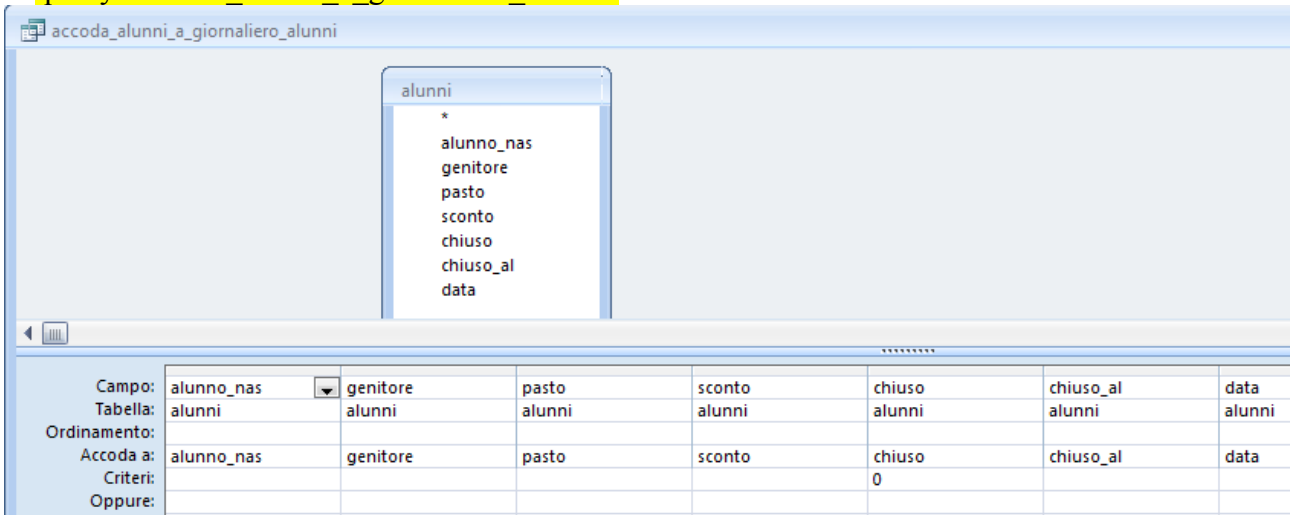 accoda_alunni_a_giornaliero_alunni
alunni
*
alunno_nas
genitore
pasto
sconto
chiuso
chiuso_al
data
Campo: alunno_nas genitore pasto sconto chiuso chiuso_al data
Tabella: alunni alunni alunni alunni alunni alunni alunni
Ordinamento:
Accoda a: alunno_nas genitore pasto sconto chiuso chiuso_al data
Criteri: 0
Oppure: